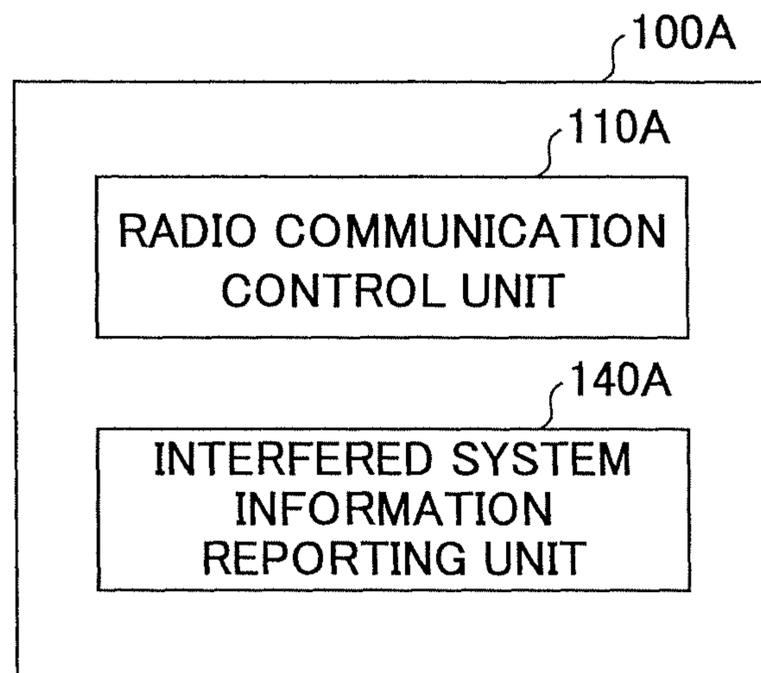 100A
110A
RADIO COMMUNICATION
CONTROL UNIT
140A
INTERFERED SYSTEM
INFORMATION
REPORTING UNIT